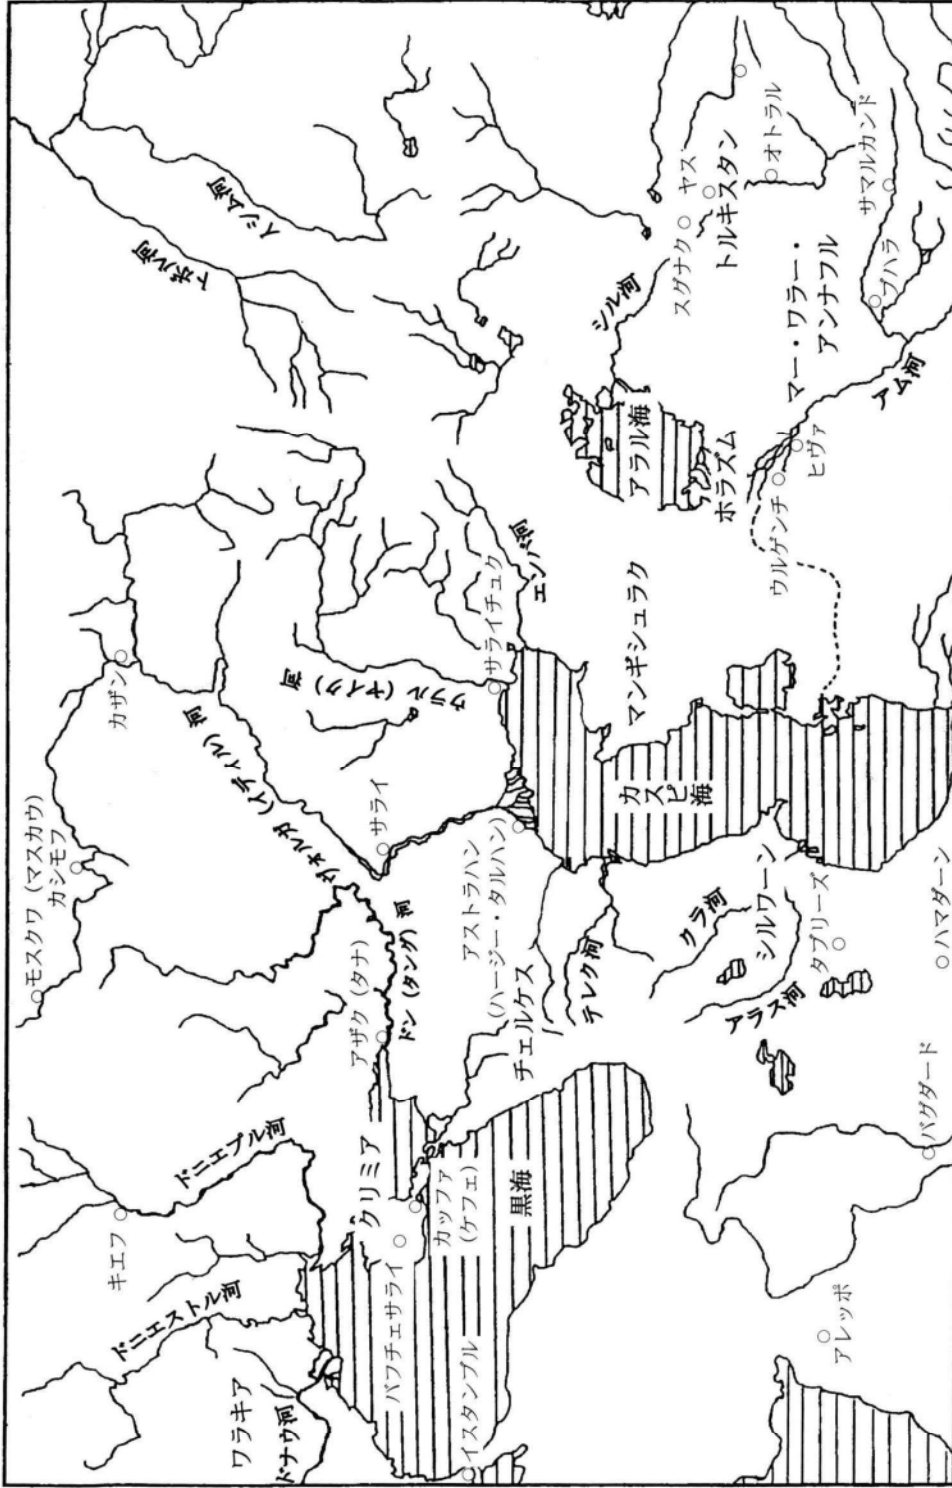 モスクワ (マスカウ)
カシモフ
カザン
トボル河
イシム河
キエフ
ドニエプル河
ドニエストル河
ワラキア
ドナウ河
ヴォルガ (イティル) 河
ウラル (ヤイク) 河
サライ
アザク (タナ)
ドン (タング) 河
クリミア
バフチェサライ
カッファ
(ケフェ)
イスタンブル
黒海
アストラハン
(ハージー・タルハン)
チェルケス
テレク河
サライチュク
エンバ河
マンギシュラク
カスピ海
クラ河
シルワーン
アラス河
タブリーズ
ハマダーン
バグダード
アレッポ
アラル海
ホラズム
ウルゲンチ
ヒヴァ
シル河
スグナク
ヤス
トルキスタン
オトラル
マー・ワラー・
アンナフル
サマルカンド
ブハラ
アム河